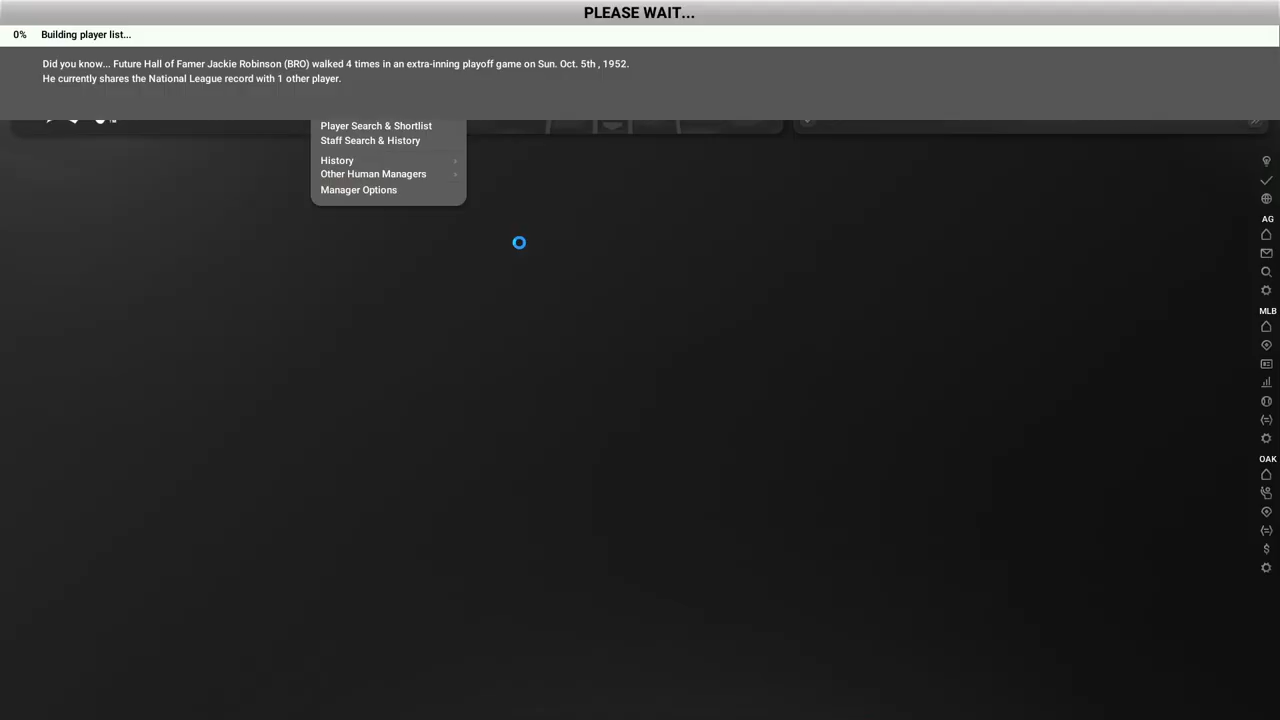 PLEASE WAIT...
0% Building player list...
Did you know... Future Hall of Famer Jackie Robinson (BRO) walked 4 times in an extra-inning playoff game on Sun. Oct. 5th , 1952.
He currently shares the National League record with 1 other player.
Player Search & Shortlist
Staff Search & History
History
Other Human Managers
Manager Options
AG
MLB
OAK